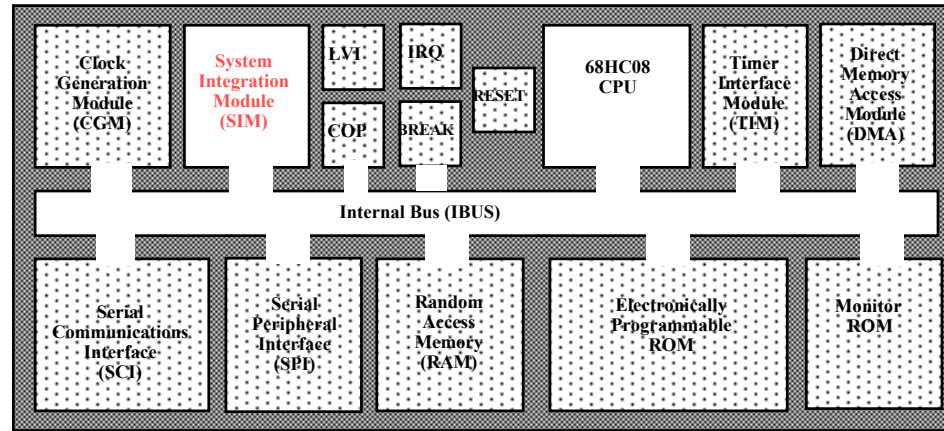 Clock
Generation
Module
(CGM)
System
Integration
Module
(SIM)
LVI
IRQ
COP
BREAK
RESET
68HC08
CPU
Timer
Interface
Module
(TIM)
Direct
Memory
Access
Module
(DMA)
Internal Bus (IBUS)
Serial
Communications
Interface
(SCI)
Serial
Peripheral
Interface
(SPI)
Random
Access
Memory
(RAM)
Electronically
Programmable
ROM
Monitor
ROM